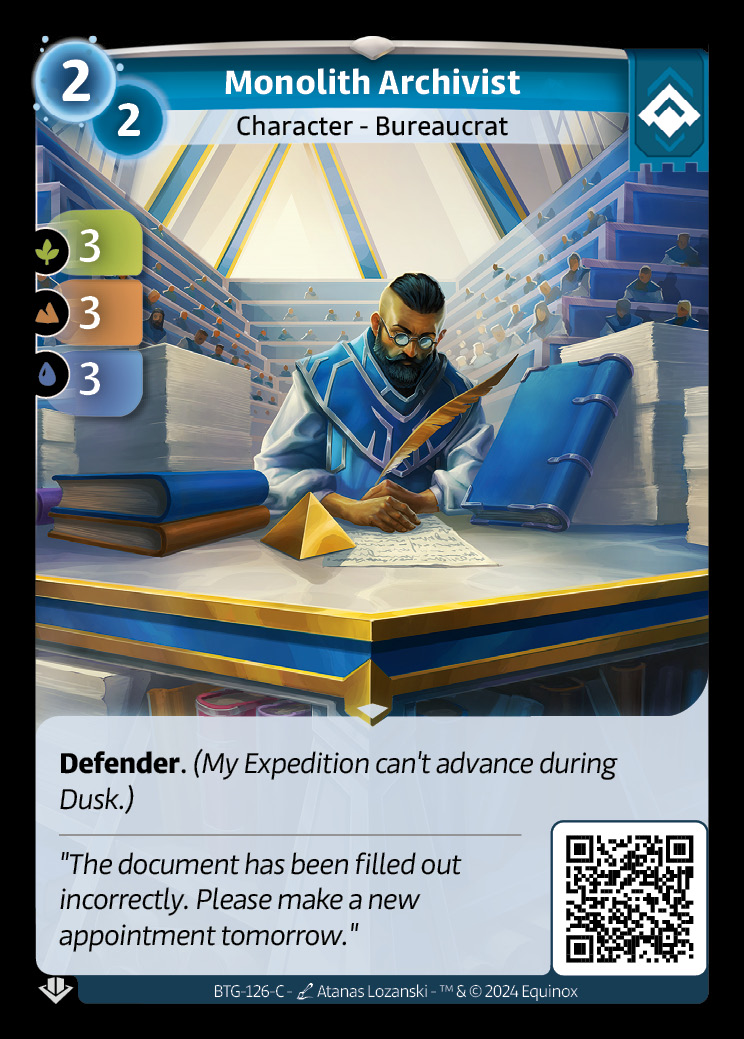 2
Monolith Archivist
2
Character - Bureaucrat
3
3
3
Defender. (My Expedition can't advance during
Dusk.)
"The document has been filled out
incorrectly. Please make a new
appointment tomorrow."
BTG-126-C - Atanas Lozanski - ™ & © 2024 Equinox